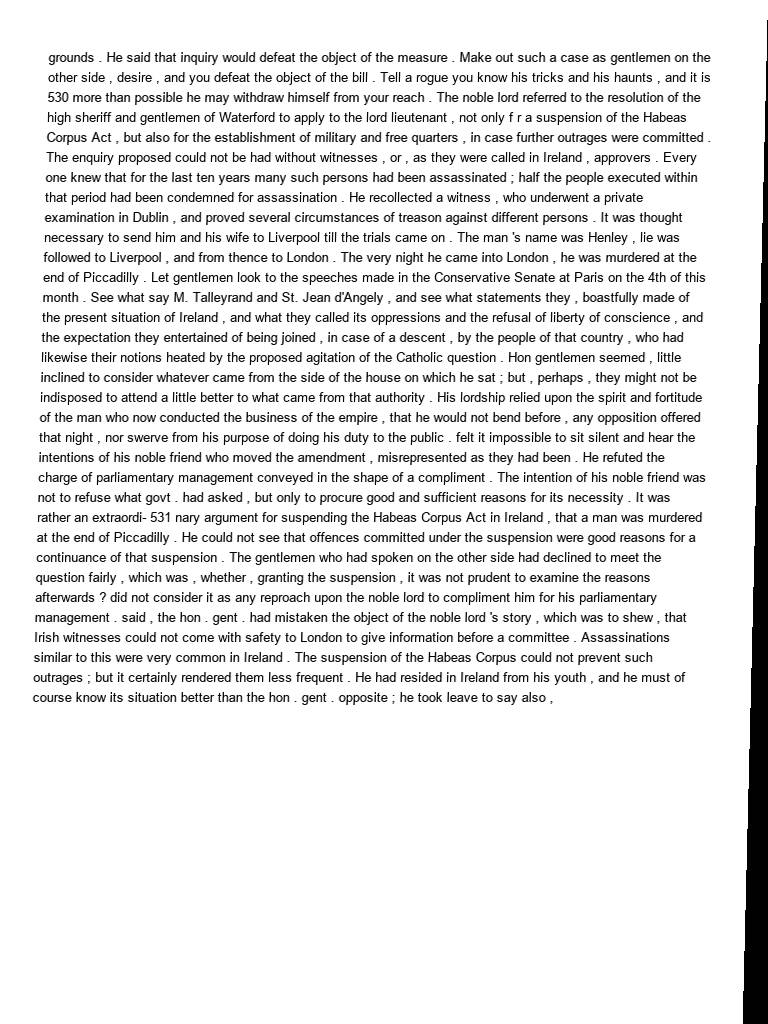 grounds . He said that inquiry would defeat the object of the measure . Make out such a case as gentlemen on the
other side , desire , and you defeat the object of the bill . Tell a rogue you know his tricks and his haunts , and it is
530 more than possible he may withdraw himself from your reach . The noble lord referred to the resolution of the
high sheriff and gentlemen of Waterford to apply to the lord lieutenant , not only f r a suspension of the Habeas
Corpus Act , but also for the establishment of military and free quarters , in case further outrages were committed .
The enquiry proposed could not be had without witnesses , or , as they were called in Ireland , approvers . Every
one knew that for the last ten years many such persons had been assassinated ; half the people executed within
that period had been condemned for assassination . He recollected a witness , who underwent a private
examination in Dublin , and proved several circumstances of treason against different persons . It was thought
necessary to send him and his wife to Liverpool till the trials came on . The man 's name was Henley , lie was
followed to Liverpool , and from thence to London . The very night he came into London , he was murdered at the
end of Piccadilly . Let gentlemen look to the speeches made in the Conservative Senate at Paris on the 4th of this
month . See what say M. Talleyrand and St. Jean d'Angely , and see what statements they , boastfully made of
the present situation of Ireland , and what they called its oppressions and the refusal of liberty of conscience , and
the expectation they entertained of being joined , in case of a descent , by the people of that country , who had
likewise their notions heated by the proposed agitation of the Catholic question . Hon gentlemen seemed , little
inclined to consider whatever came from the side of the house on which he sat ; but , perhaps , they might not be
indisposed to attend a little better to what came from that authority . His lordship relied upon the spirit and fortitude
of the man who now conducted the business of the empire , that he would not bend before , any opposition offered
that night , nor swerve from his purpose of doing his duty to the public . felt it impossible to sit silent and hear the
intentions of his noble friend who moved the amendment , misrepresented as they had been . He refuted the
charge of parliamentary management conveyed in the shape of a compliment . The intention of his noble friend was
not to refuse what govt . had asked , but only to procure good and sufficient reasons for its necessity . It was
rather an extraordi- 531 nary argument for suspending the Habeas Corpus Act in Ireland , that a man was murdered
at the end of Piccadilly . He could not see that offences committed under the suspension were good reasons for a
continuance of that suspension . The gentlemen who had spoken on the other side had declined to meet the
question fairly , which was , whether , granting the suspension , it was not prudent to examine the reasons
afterwards ? did not consider it as any reproach upon the noble lord to compliment him for his parliamentary
management . said , the hon . gent . had mistaken the object of the noble lord 's story , which was to shew , that
Irish witnesses could not come with safety to London to give information before a committee . Assassinations
similar to this were very common in Ireland . The suspension of the Habeas Corpus could not prevent such
outrages ; but it certainly rendered them less frequent . He had resided in Ireland from his youth , and he must of
course know its situation better than the hon . gent . opposite ; he took leave to say also ,